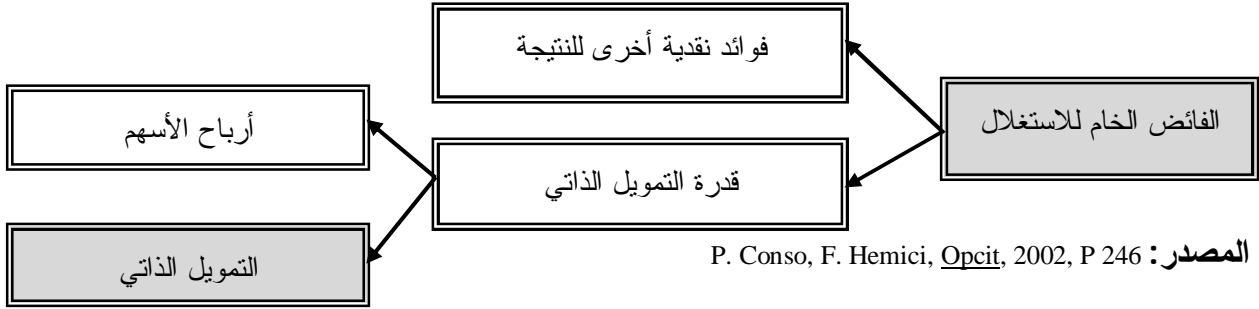 فوائد نقدية أخرى للنتيجة
الفائض الخام للاستغلال
أرباح الأسهم
قدرة التمويل الذاتي
التمويل الذاتي
المصدر: P. Conso, F. Hemici, Opcit, 2002, P 246